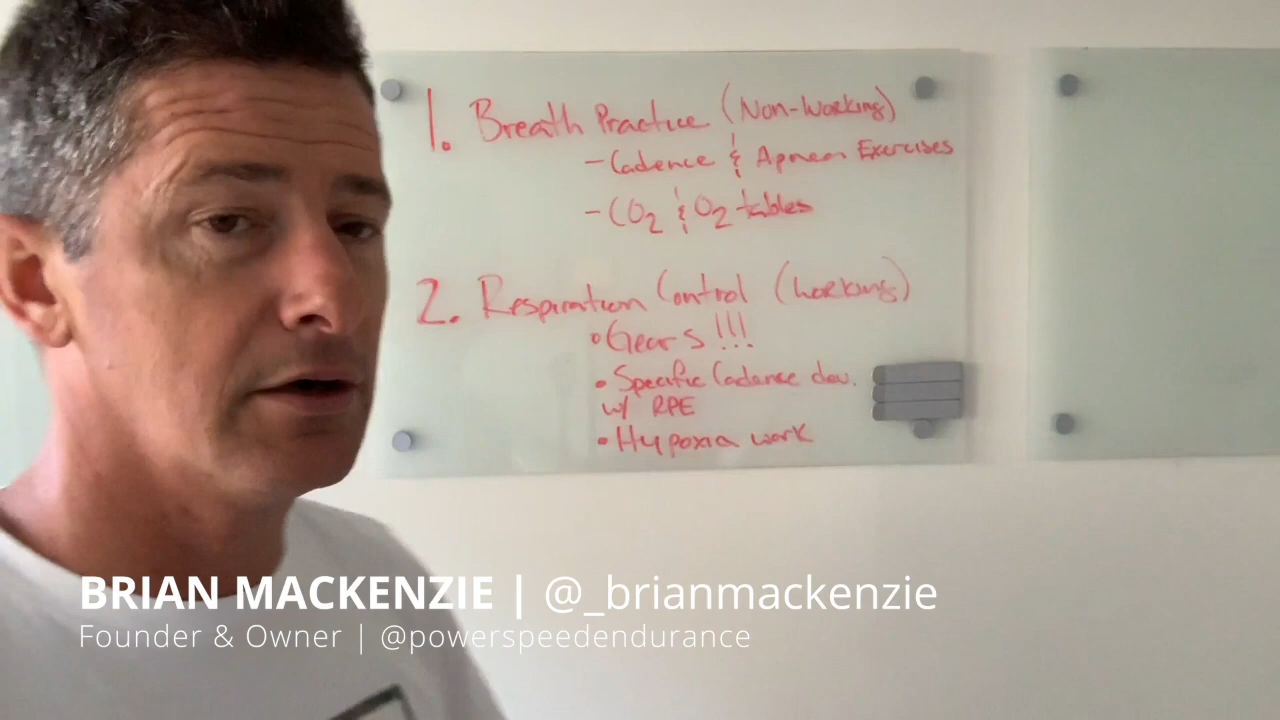 1. Breath Practice (Non-Working)
- Cadence & Apnea Exercises
- CO2 & O2 tables
2. Respiration Control (working)
• Gears!!!
• Specific Cadence dev.
w/ RPE
• Hypoxia work
BRIAN MACKENZIE | @_brianmackenzie
Founder & Owner | @powerspeedendurance